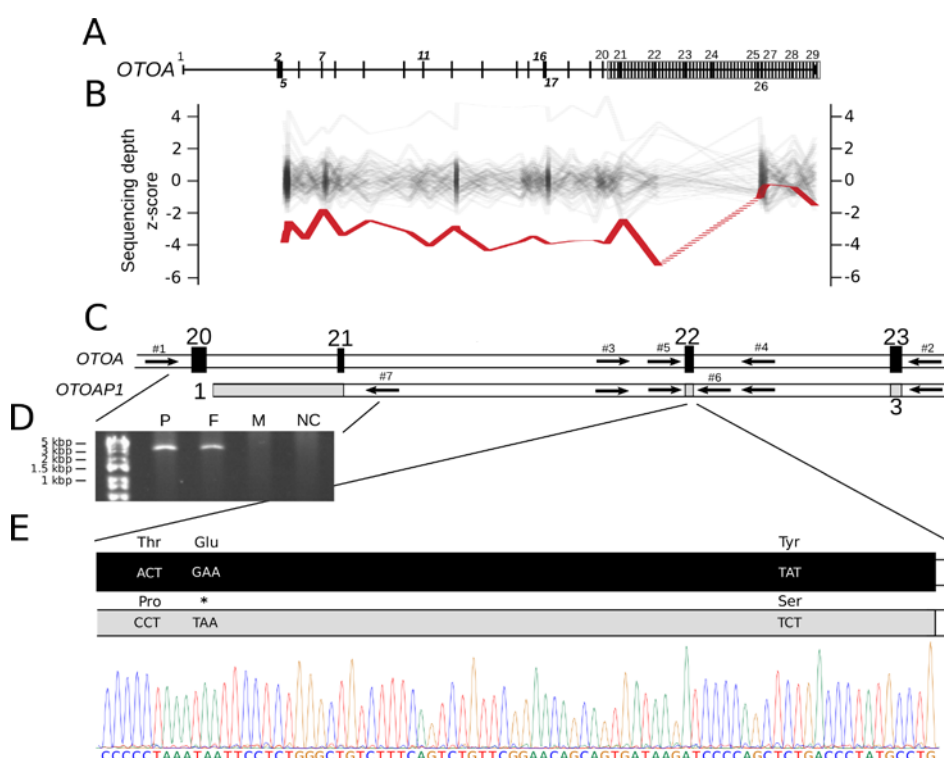 A
1 2 7 11 16 20 21 22 23 24 25 27 28 29
OTOA
5 17 26
B
4 4
2 2
0 0
-2 -2
-4 -4
-6 -6
Sequencing depth
z-score
C
20 21 22 23
OTOA #1 #3 #5 #4 #2
OTOAP1 1 #7 #6 3
D
P F M NC
5 kbp
3 kbp
2 kbp
1.5 kbp
1 kbp
E
Thr Glu Tyr
ACT GAA TAT
Pro * Ser
CCT TAA TCT
CCCCCTAAATAATTCCTCTGGGCTGTCTTTCAGTCTGTTCGGAACAGCAGTGATAAGATCCCCAGCTCTGACCCTATGCCTG